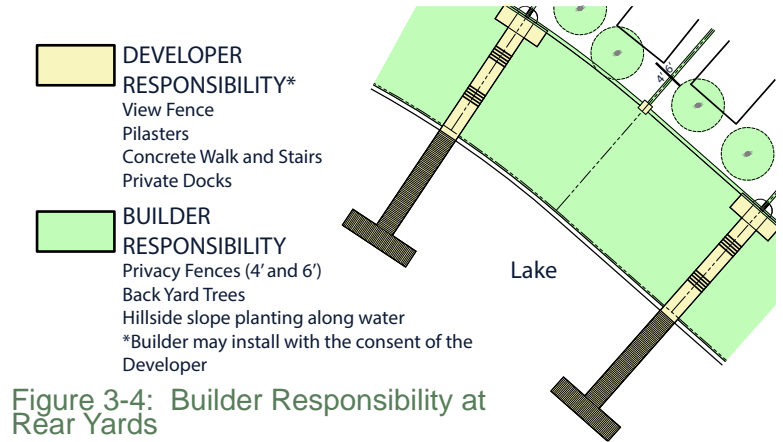 DEVELOPER
RESPONSIBILITY*
View Fence
Pilasters
Concrete Walk and Stairs
Private Docks
BUILDER
RESPONSIBILITY
Privacy Fences (4' and 6')
Back Yard Trees
Hillside slope planting along water
*Builder may install with the consent of the
Developer
4' 6'
Lake
Figure 3-4: Builder Responsibility at
Rear Yards